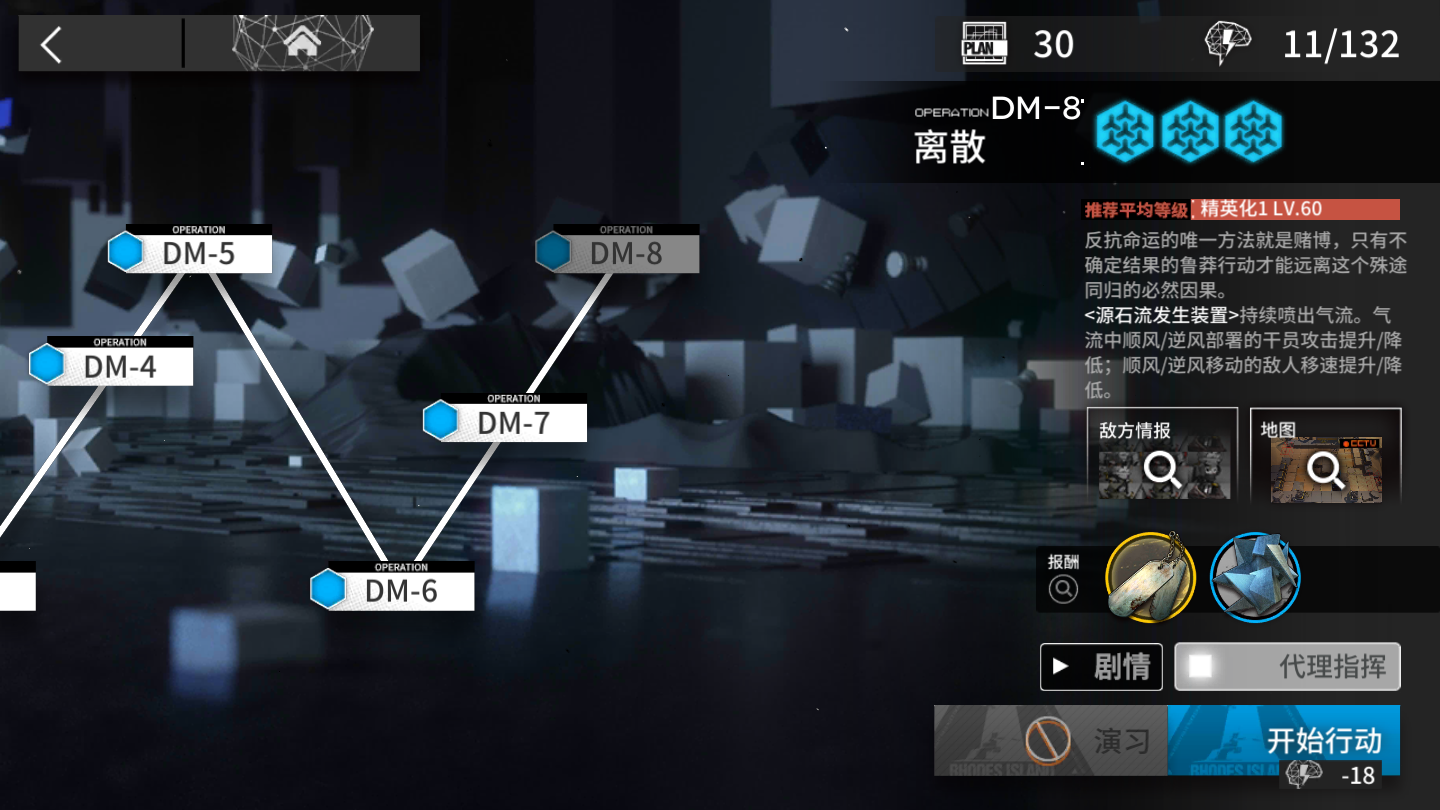 PLAN
30
11/132
OPERATION DM-8
离散
推荐平均等级 精英化1 LV.60
反抗命运的唯一方法就是赌博，只有不
确定结果的鲁莽行动才能远离这个殊途
同归的必然因果。
<源石流发生装置>持续喷出气流。气
流中顺风/逆风部署的干员攻击提升/降
低；顺风/逆风移动的敌人移速提升/降
低。
敌方情报
地图
CCTV
报酬
剧情
代理指挥
演习
RHODES ISLAND
开始行动
RHODES ISLA
-18
OPERATION
DM-5
OPERATION
DM-8
OPERATION
DM-4
OPERATION
DM-7
OPERATION
DM-6